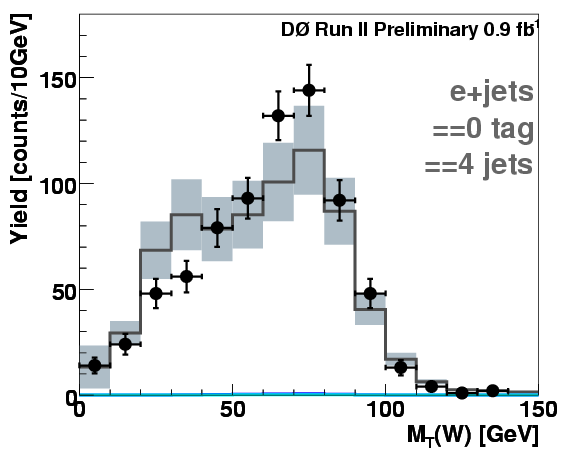 DØ Run II Preliminary 0.9 fb⁻¹
e+jets
==0 tag
==4 jets
Yield [counts/10GeV]
150
100
50
0
0 50 100 150
M_T(W) [GeV]